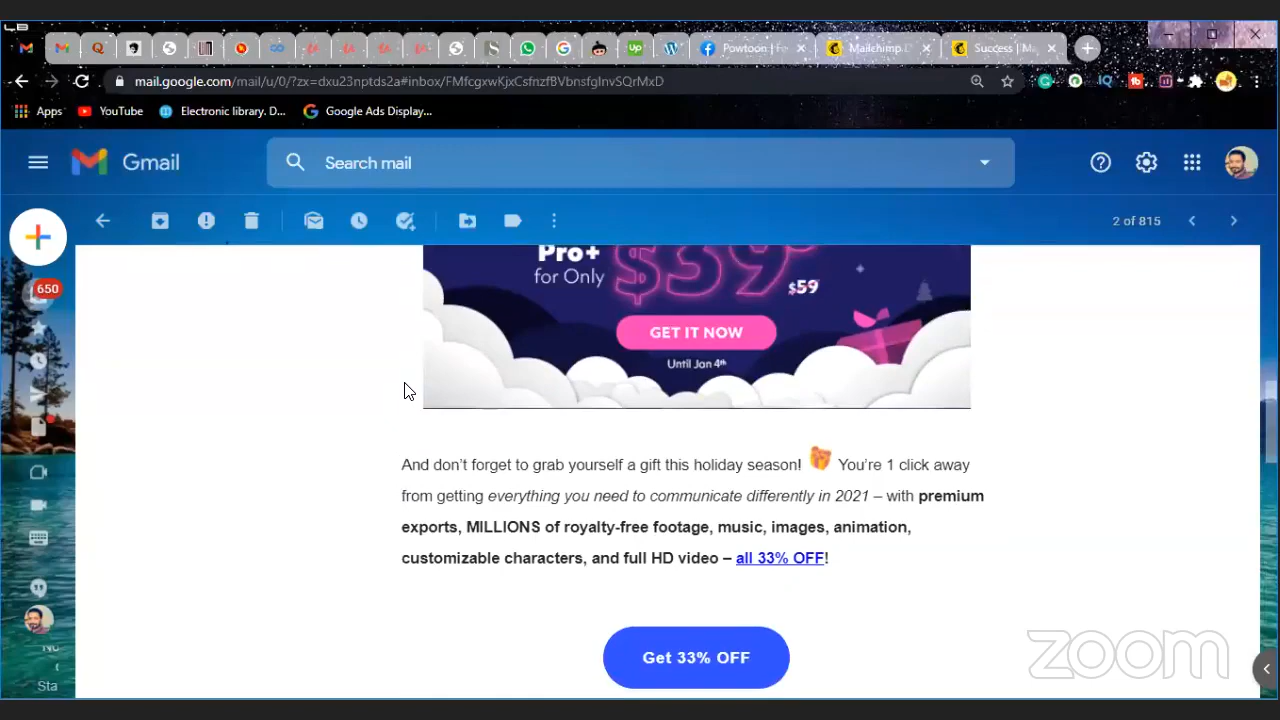 Powtoon | Fe
Mailchimp L
Success | Ma
mail.google.com/mail/u/0/?zx=dxu23nptds2a#inbox/FMfcgxwKjxCsfnzfBVbnsfglnvSQrMxD
Apps
YouTube
Electronic library. D...
Google Ads Display...
Gmail
Search mail
2 of 815
650
Pro+
for Only
$39
$59
GET IT NOW
Until Jan 4th
And don't forget to grab yourself a gift this holiday season! You're 1 click away
from getting everything you need to communicate differently in 2021 – with premium
exports, MILLIONS of royalty-free footage, music, images, animation,
customizable characters, and full HD video – all 33% OFF!
Get 33% OFF
zoom
Sta